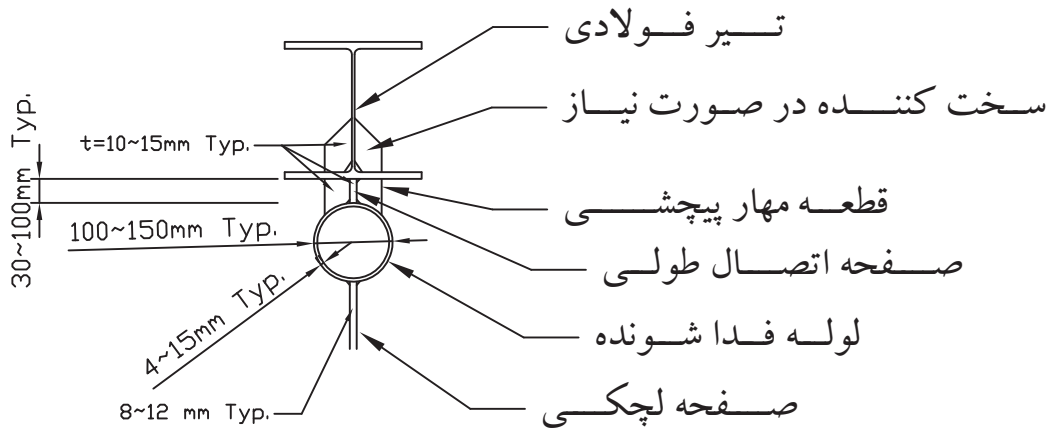 تیر فولادی
سخت کننده در صورت نیاز
قطعه مهار پیچشی
صفحه اتصال طولی
لوله فدا شونده
صفحه لچکی
t=10~15mm Typ.
30~100mm Typ.
100~150mm Typ.
4~15mm Typ.
8~12 mm Typ.